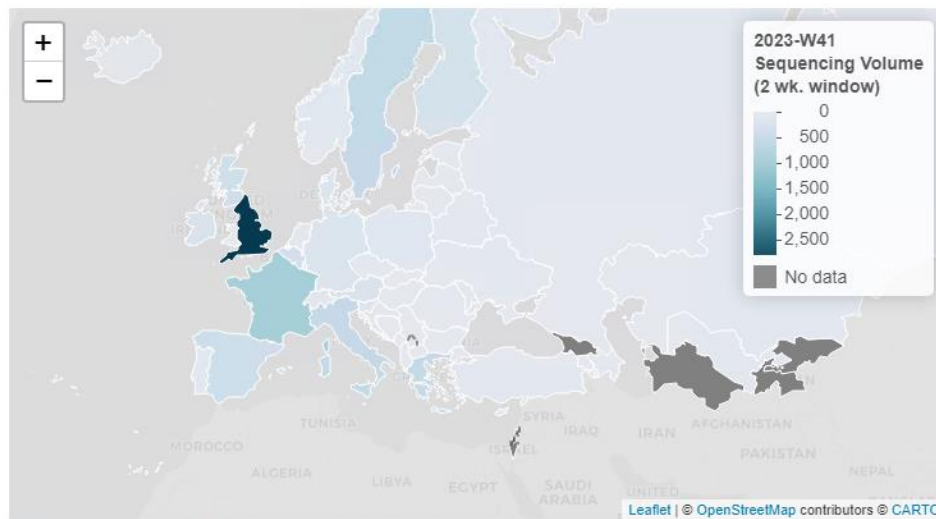 +
−
2023-W41
Sequencing Volume
(2 wk. window)
0
500
1,000
1,500
2,000
2,500
No data
TUNISIA
MOROCCO
ALGERIA
LIBYA
EGYPT
SAUDI
ARABIA
SYRIA
IRAQ
IRAN
AFGHANISTAN
PAKISTAN
NEPAL
UNITED
Leaflet | © OpenStreetMap contributors © CARTO